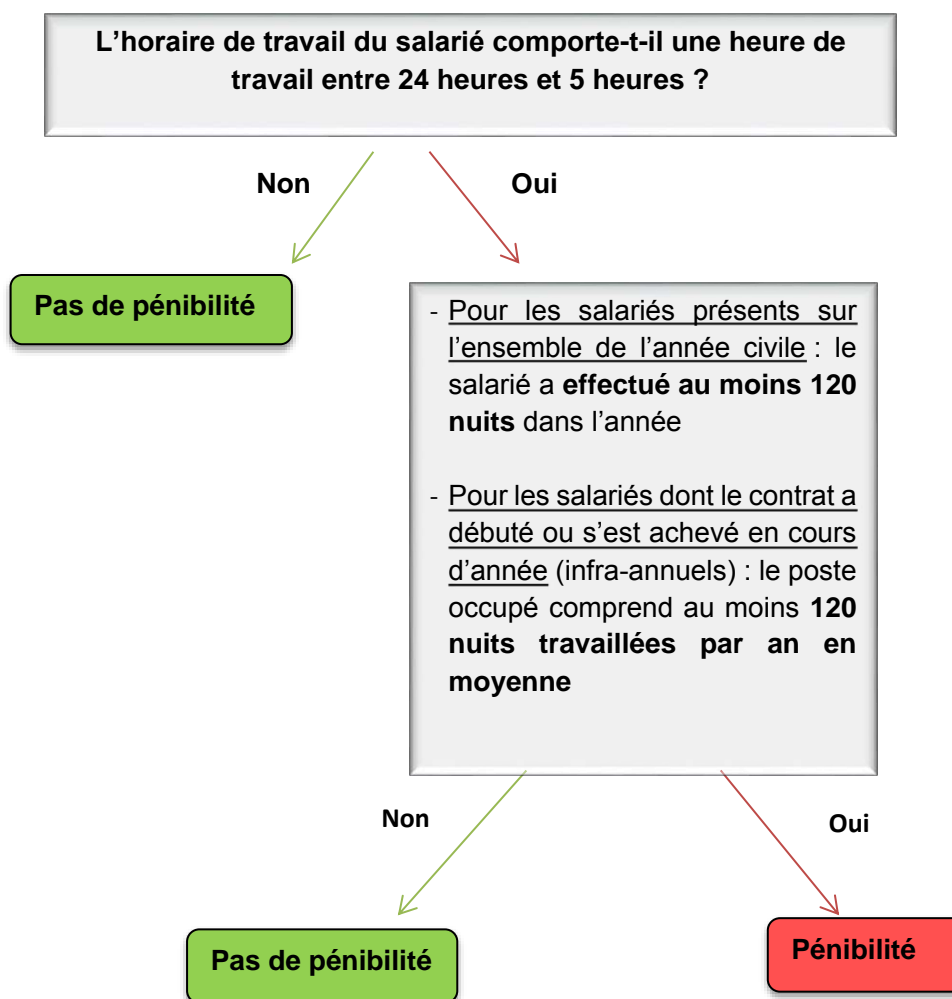 L’horaire de travail du salarié comporte-t-il une heure de
travail entre 24 heures et 5 heures ?
Non
Oui
Pas de pénibilité
- Pour les salariés présents sur
l’ensemble de l’année civile : le
salarié a effectué au moins 120
nuits dans l’année
- Pour les salariés dont le contrat a
débuté ou s’est achevé en cours
d’année (infra-annuels) : le poste
occupé comprend au moins 120
nuits travaillées par an en
moyenne
Non
Oui
Pas de pénibilité
Pénibilité